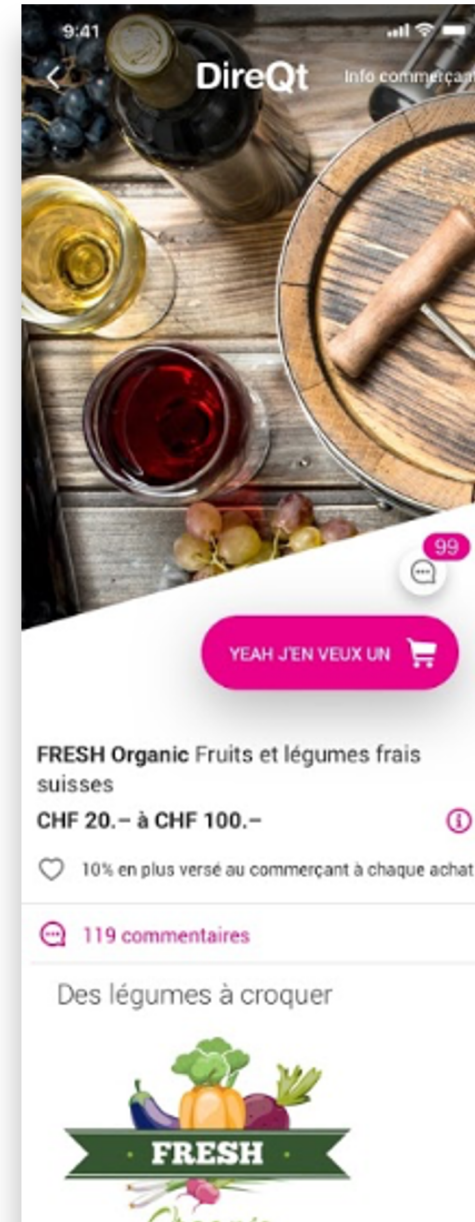 9:41
DireQt
Info commerçant
99
YEAH J'EN VEUX UN
FRESH Organic Fruits et légumes frais
suisses
CHF 20.– à CHF 100.–
10% en plus versé au commerçant à chaque achat
119 commentaires
Des légumes à croquer
FRESH
Organic